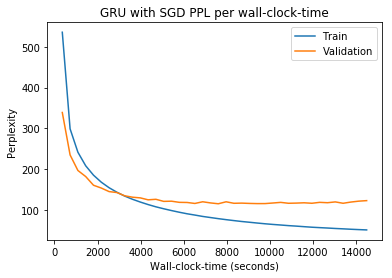 GRU with SGD PPL per wall-clock-time
Train
Validation
Perplexity
500
400
300
200
100
0
2000
4000
6000
8000
10000
12000
14000
Wall-clock-time (seconds)